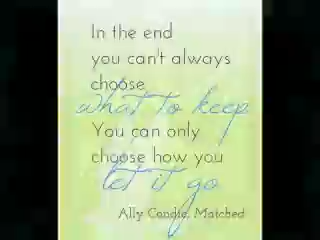 In the end
you can't always
choose
what to keep
You can only
choose how you
let it go
Ally Condie, Matched